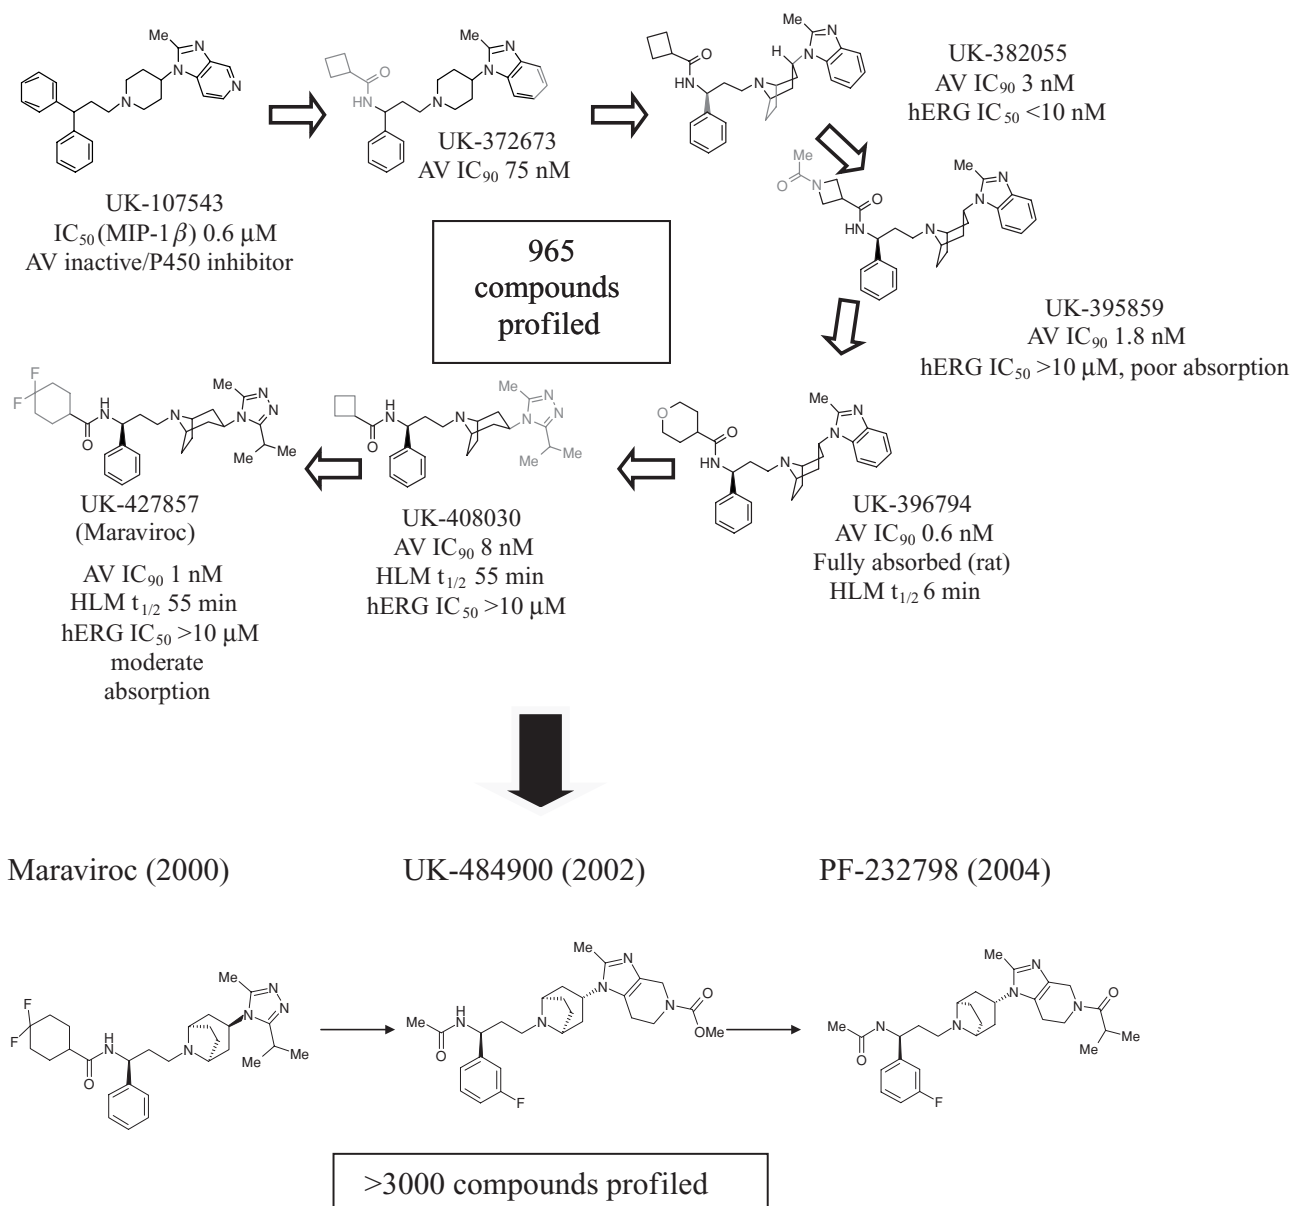 UK-107543
IC50 (MIP-1β) 0.6 μM
AV inactive/P450 inhibitor
UK-372673
AV IC90 75 nM
UK-382055
AV IC90 3 nM
hERG IC50 <10 nM
965
compounds
profiled
UK-395859
AV IC90 1.8 nM
hERG IC50 >10 μM, poor absorption
UK-396794
AV IC90 0.6 nM
Fully absorbed (rat)
HLM t1/2 6 min
UK-408030
AV IC90 8 nM
HLM t1/2 55 min
hERG IC50 >10 μM
UK-427857
(Maraviroc)
AV IC90 1 nM
HLM t1/2 55 min
hERG IC50 >10 μM
moderate
absorption
Maraviroc (2000)
UK-484900 (2002)
PF-232798 (2004)
>3000 compounds profiled
Me
N
N
N
N
Me
N
N
N
O
HN
Me
N
N
H
N
O
NH
Me
O
N
O
HN
N
Me
N
N
F
F
H
N
O
N
Me
N
N
N
Me
Me
H
N
O
N
Me
N
N
N
Me
Me
O
O
HN
N
Me
N
N
F
F
H
N
O
N
Me
N
N
N
Me
Me
Me
H
N
O
F
N
Me
N
N
N
O
OMe
Me
H
N
O
F
N
Me
N
N
N
O
Me
Me